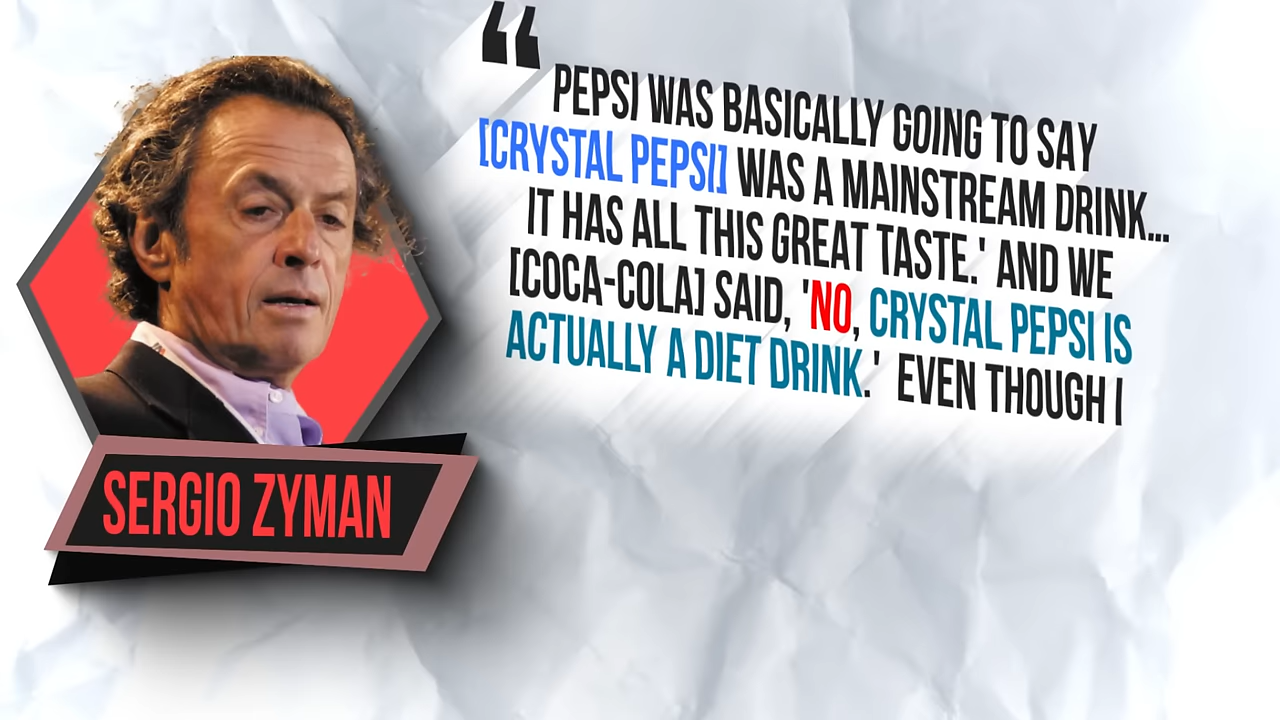 “ PEPSI WAS BASICALLY GOING TO SAY
[CRYSTAL PEPSI] WAS A MAINSTREAM DRINK...
IT HAS ALL THIS GREAT TASTE.' AND WE
[COCA-COLA] SAID, 'NO, CRYSTAL PEPSI IS
ACTUALLY A DIET DRINK.' EVEN THOUGH I
SERGIO ZYMAN